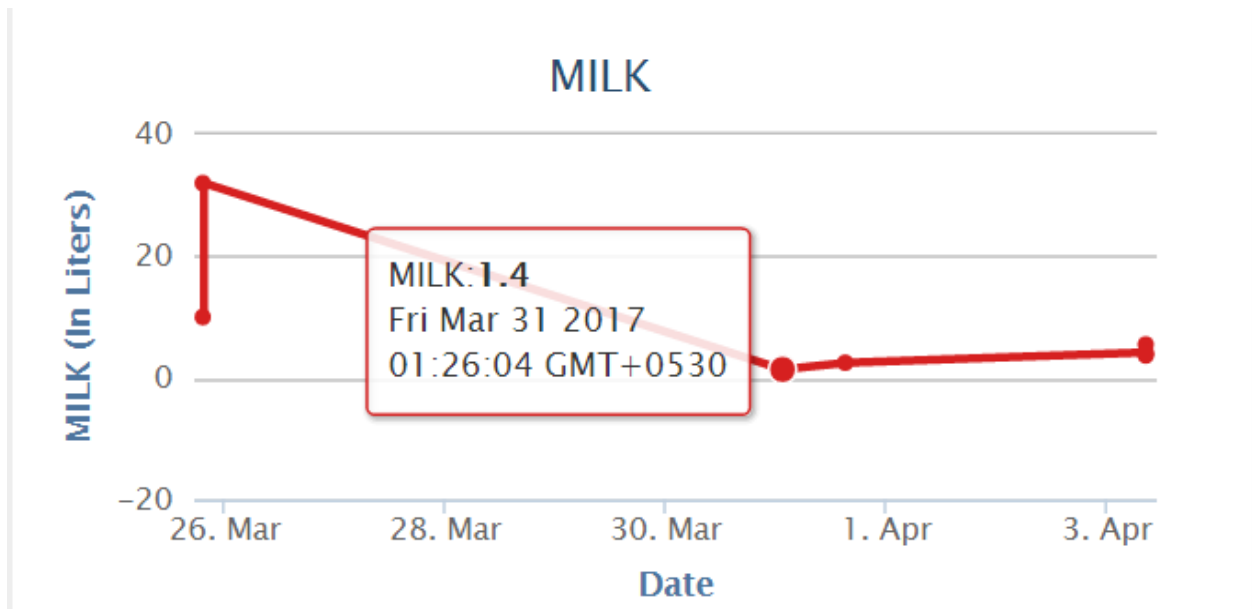 MILK
40
20
0
−20
MILK (In Liters)
MILK:1.4
Fri Mar 31 2017
01:26:04 GMT+0530
26. Mar
28. Mar
30. Mar
1. Apr
3. Apr
Date